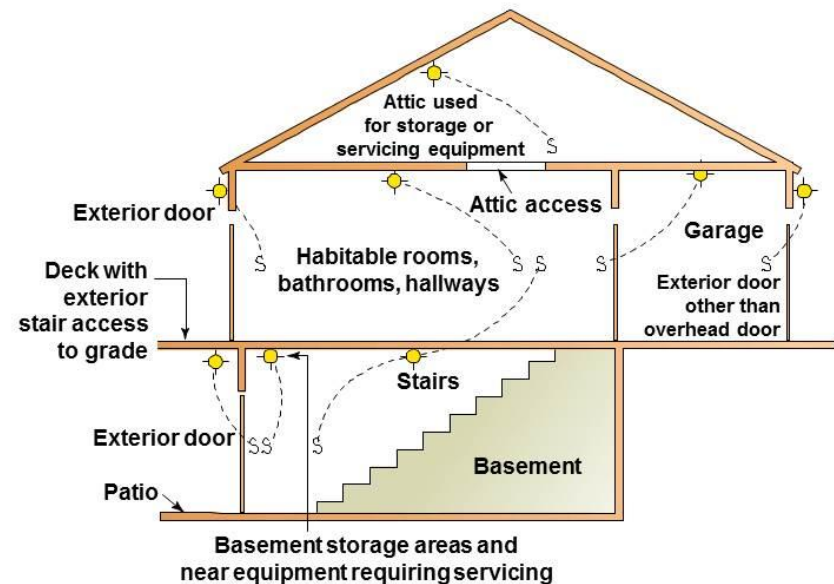 Attic used
for storage or
servicing equipment
S
Exterior door
Attic access
Garage
S
Habitable rooms,
bathrooms, hallways
S S
S
S
Deck with
exterior
stair access
to grade
Exterior door
other than
overhead door
Stairs
Exterior door
SS
S
Basement
Patio
Basement storage areas and
near equipment requiring servicing